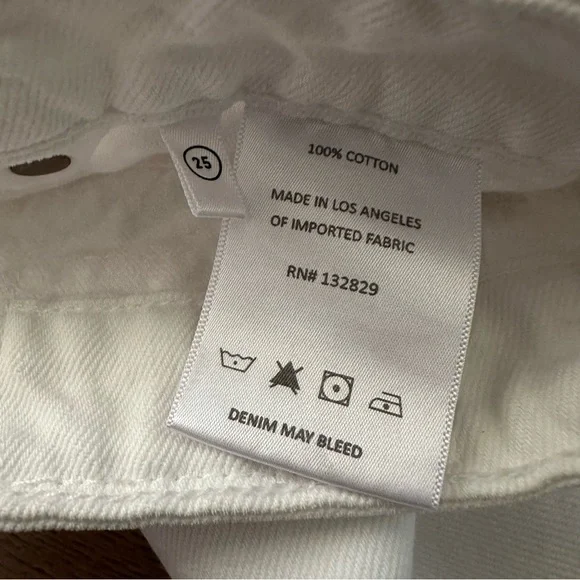 25
100% COTTON
MADE IN LOS ANGELES
OF IMPORTED FABRIC
RN# 132829
DENIM MAY BLEED